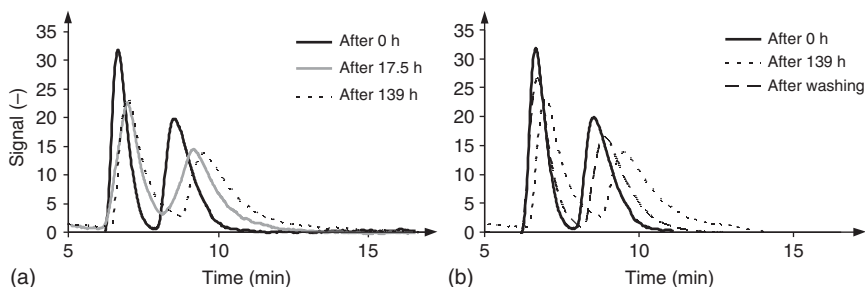 35
30
25
20
15
10
5
0
Signal (–)
After 0 h
After 17.5 h
After 139 h
5
10
15
Time (min)
(a)
35
30
25
20
15
10
5
0
After 0 h
After 139 h
After washing
5
10
15
Time (min)
(b)